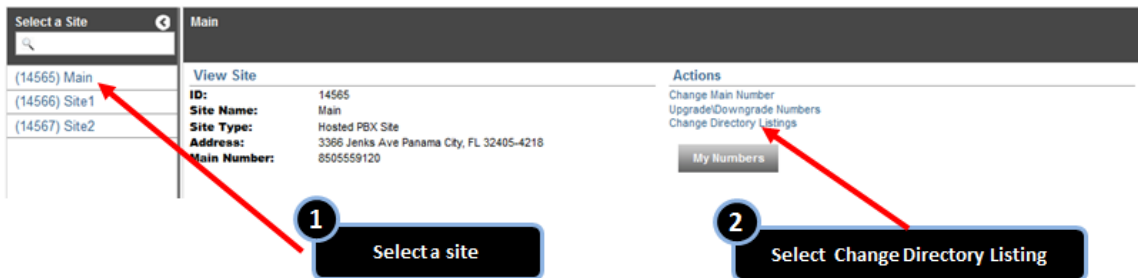 Select a Site
(14565) Main
(14566) Site1
(14567) Site2
Main
View Site
ID: 14565
Site Name: Main
Site Type: Hosted PBX Site
Address: 3366 Jenks Ave Panama City, FL 32405-4218
Main Number: 8505559120
Actions
Change Main Number
Upgrade\Downgrade Numbers
Change Directory Listings
My Numbers
1
Select a site
2
Select Change Directory Listing